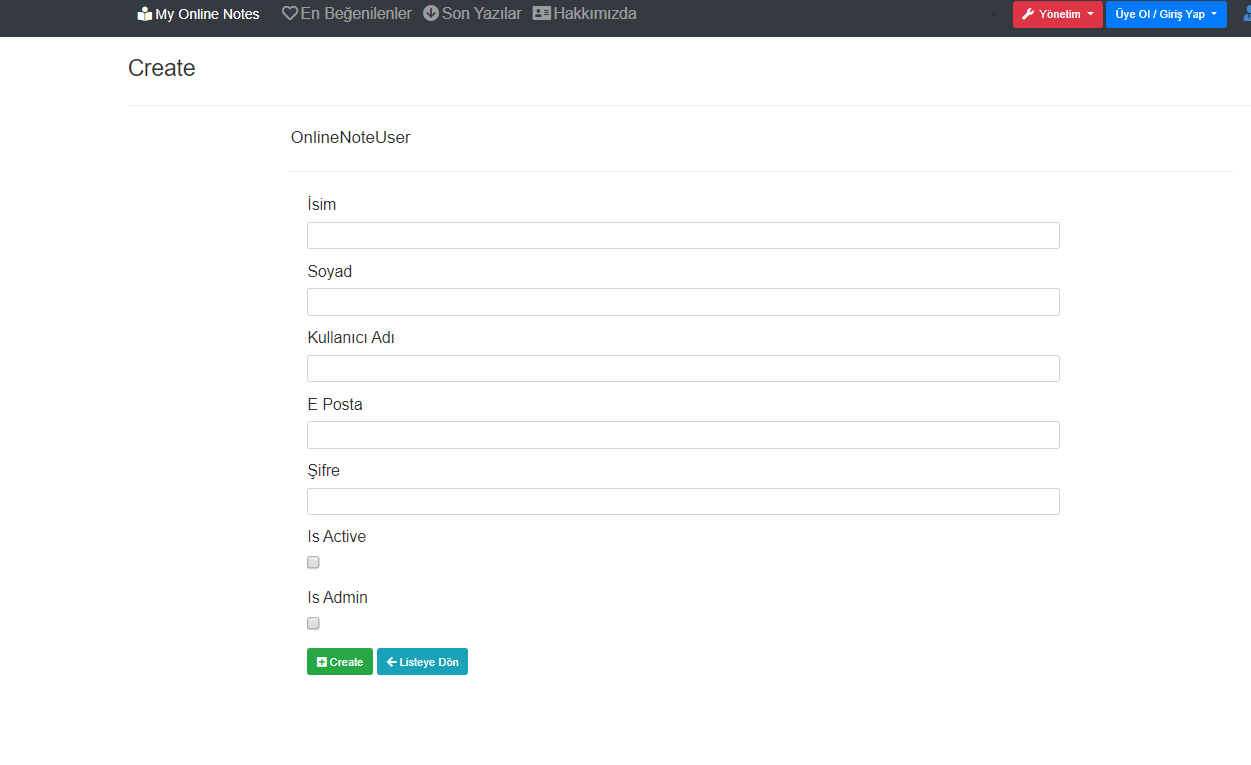 My Online Notes En Beğenilenler Son Yazılar Hakkımızda Yönetim Üye Ol / Giriş Yap
Create
OnlineNoteUser
İsim
Soyad
Kullanıcı Adı
E Posta
Şifre
Is Active
Is Admin
Create Listeye Dön